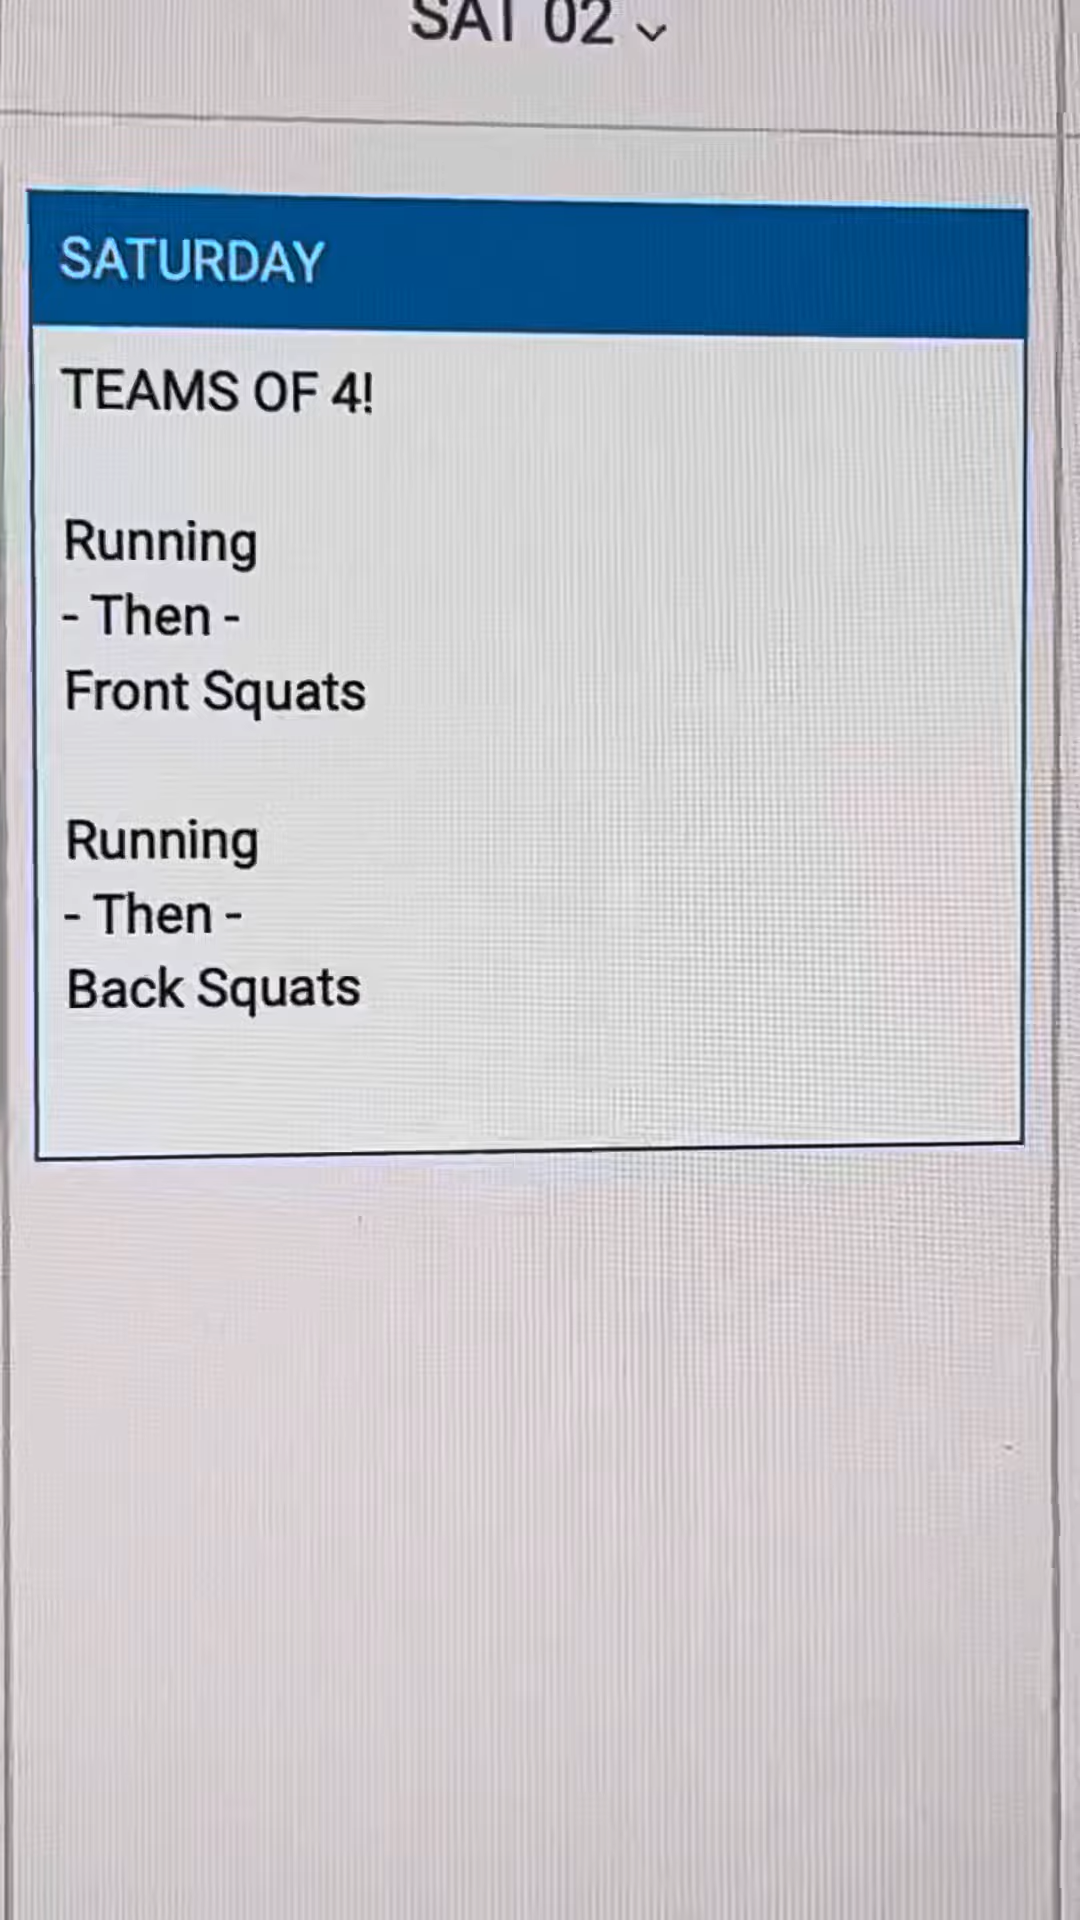 SAT 02
SATURDAY
TEAMS OF 4!
Running
- Then -
Front Squats
Running
- Then -
Back Squats